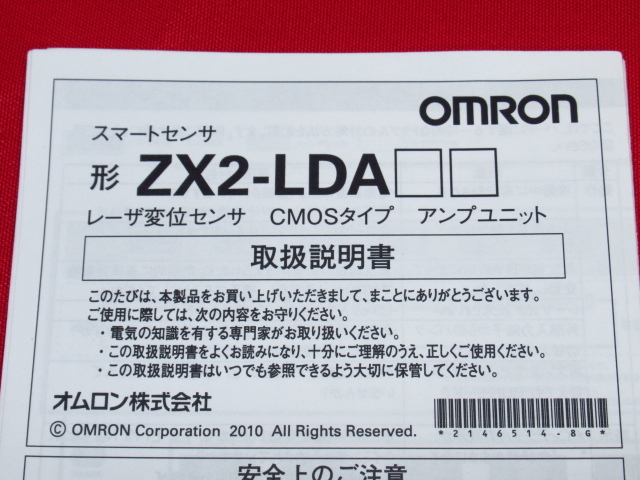 OMRON
スマートセンサ
形 ZX2-LDA□□
レーザ変位センサ CMOSタイプ アンプユニット
取扱説明書
このたびは、本製品をお買い上げいただきまして、まことにありがとうございます。
ご使用に際しては、次の内容をお守りください。
・電気の知識を有する専門家がお取り扱いください。
・この取扱説明書をよくお読みになり、十分にご理解のうえ、正しくご使用ください。
・この取扱説明書はいつでも参照できるよう大切に保管してください。
オムロン株式会社
© OMRON Corporation 2010 All Rights Reserved.
*2146514-8G*
安全上のご注意